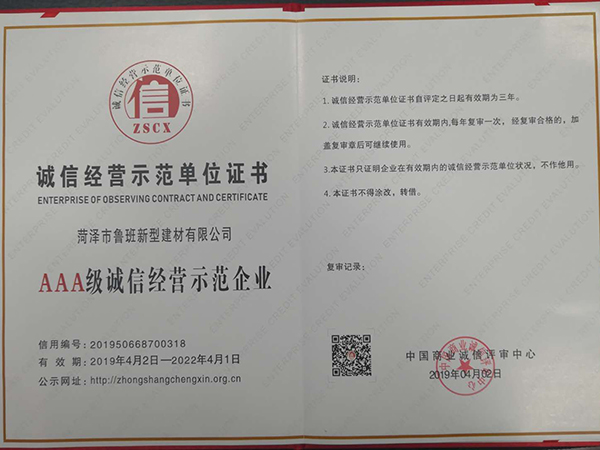 诚信经营示范单位证书
信
ZSCX
诚信经营示范单位证书
ENTERPRISE OF OBSERVING CONTRACT AND CERTIFICATE
菏泽市鲁班新型建材有限公司
AAA级诚信经营示范企业
信用编号:201950668700318
有 效 期:2019年4月2日—2022年4月1日
公示网址:http://zhongshangchengxin.org.cn
证书说明:
1. 诚信经营示范单位证书自评定之日起有效期为三年。
2. 诚信经营示范单位证书有效期内,每年复审一次, 经复审合格的, 加
盖复审章后可继续使用。
3.本证书只证明企业在有效期内的诚信经营示范单位状况, 不作他用。
4. 本证书不得涂改, 转借。
复审记录:
中国商业诚信评审中心
2019年04月02日